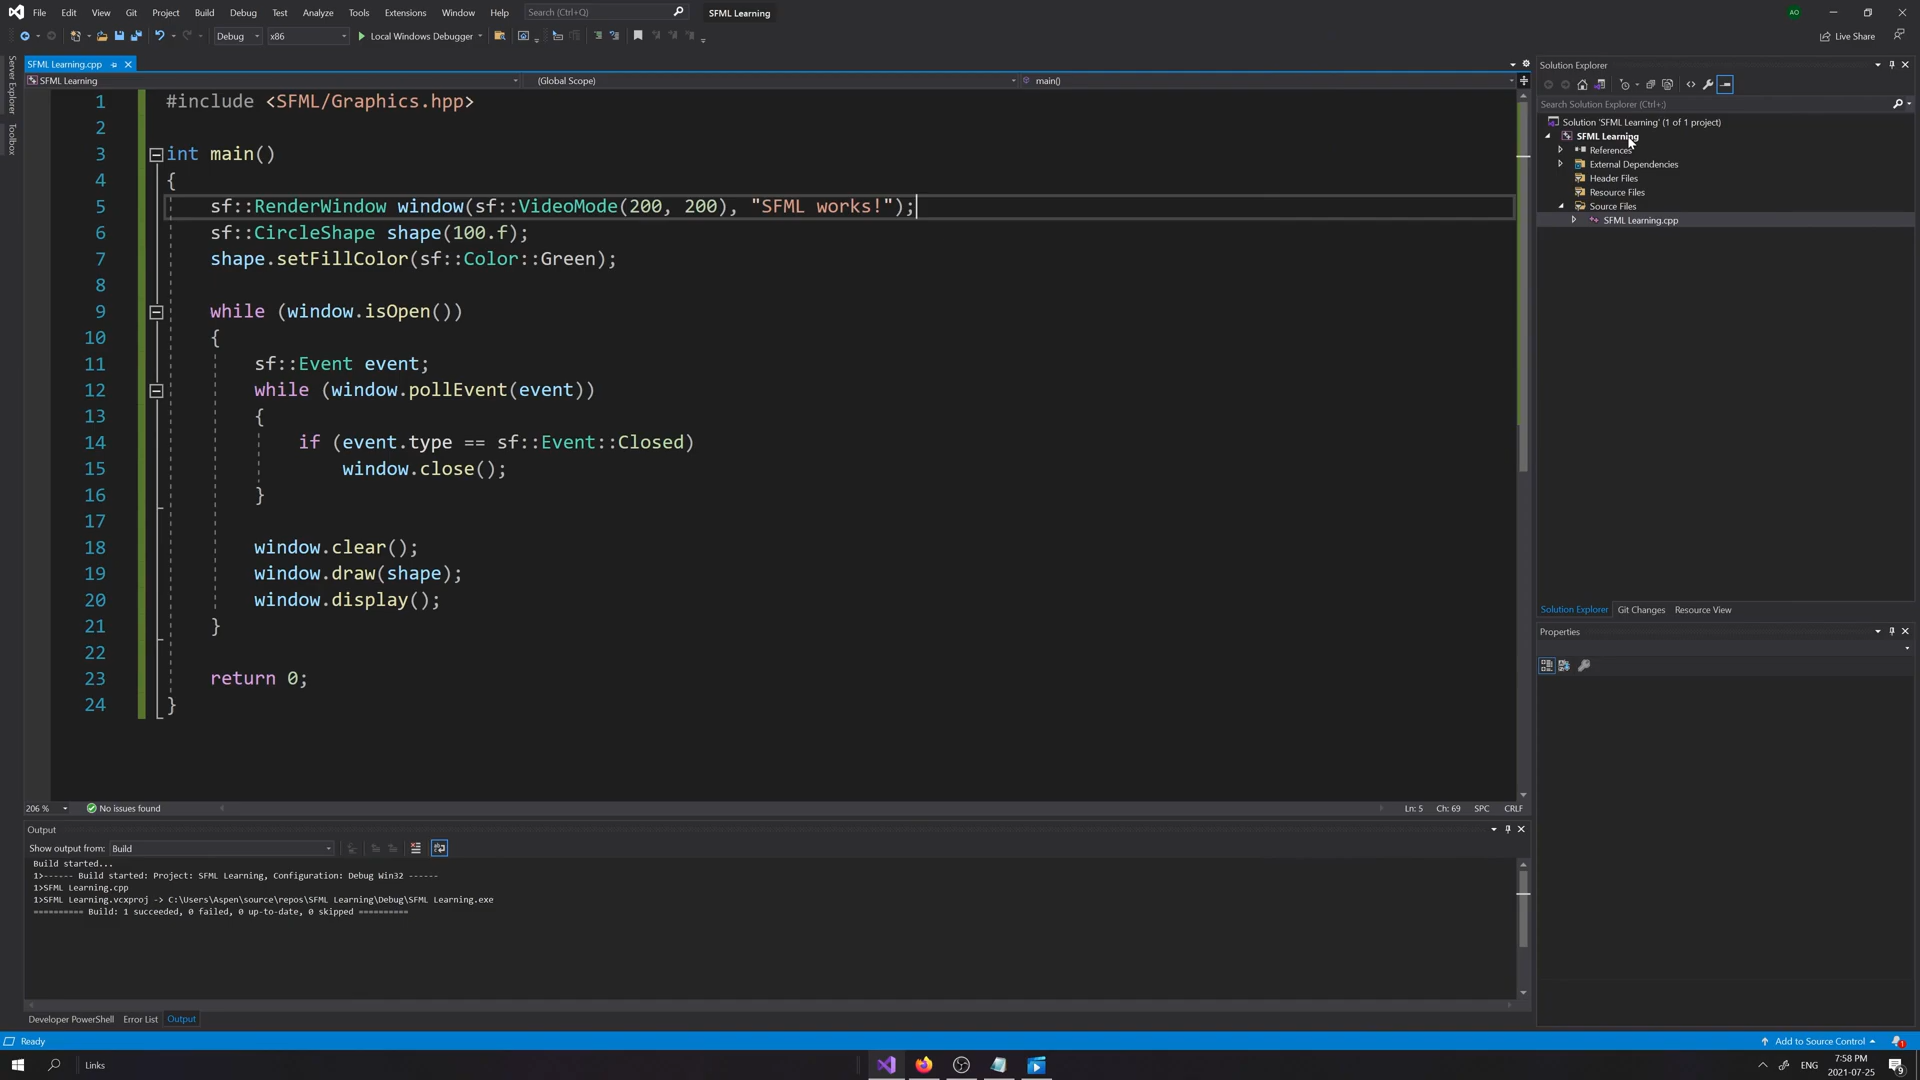 File Edit View Git Project Build Debug Test Analyze Tools Extensions Window Help Search (Ctrl+Q) SFML Learning AO
Debug x86 Local Windows Debugger Live Share
Server Explorer
Toolbox
SFML Learning.cpp
SFML Learning (Global Scope) main()
1 #include <SFML/Graphics.hpp>
2
3 int main()
4 {
5 sf::RenderWindow window(sf::VideoMode(200, 200), "SFML works!");
6 sf::CircleShape shape(100.f);
7 shape.setFillColor(sf::Color::Green);
8
9 while (window.isOpen())
10 {
11 sf::Event event;
12 while (window.pollEvent(event))
13 {
14 if (event.type == sf::Event::Closed)
15 window.close();
16 }
17
18 window.clear();
19 window.draw(shape);
20 window.display();
21 }
22
23 return 0;
24 }
206 % No issues found Ln: 5 Ch: 69 SPC CRLF
Output
Show output from: Build
Build started...
1>------ Build started: Project: SFML Learning, Configuration: Debug Win32 ------
1>SFML Learning.cpp
1>SFML Learning.vcxproj -> C:\Users\Aspen\source\repos\SFML Learning\Debug\SFML Learning.exe
========== Build: 1 succeeded, 0 failed, 0 up-to-date, 0 skipped ==========
Developer PowerShell Error List Output
Solution Explorer
Search Solution Explorer (Ctrl+;)
Solution 'SFML Learning' (1 of 1 project)
SFML Learning
References
External Dependencies
Header Files
Resource Files
Source Files
SFML Learning.cpp
Solution Explorer Git Changes Resource View
Properties
Ready Add to Source Control 1
Links ENG 7:58 PM
2021-07-25 9